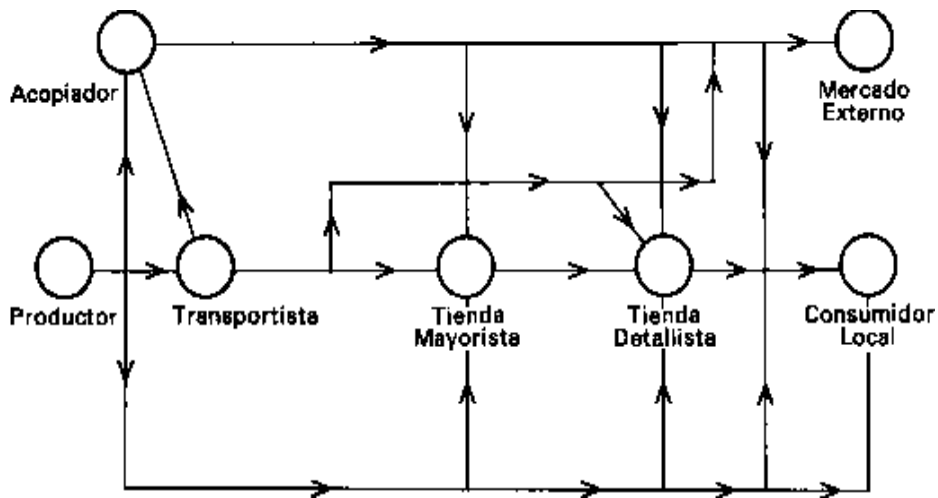 Acopiador
Mercado
Externo
Productor
Transportista
Tienda
Mayorista
Tienda
Detallista
Consumidor
Local